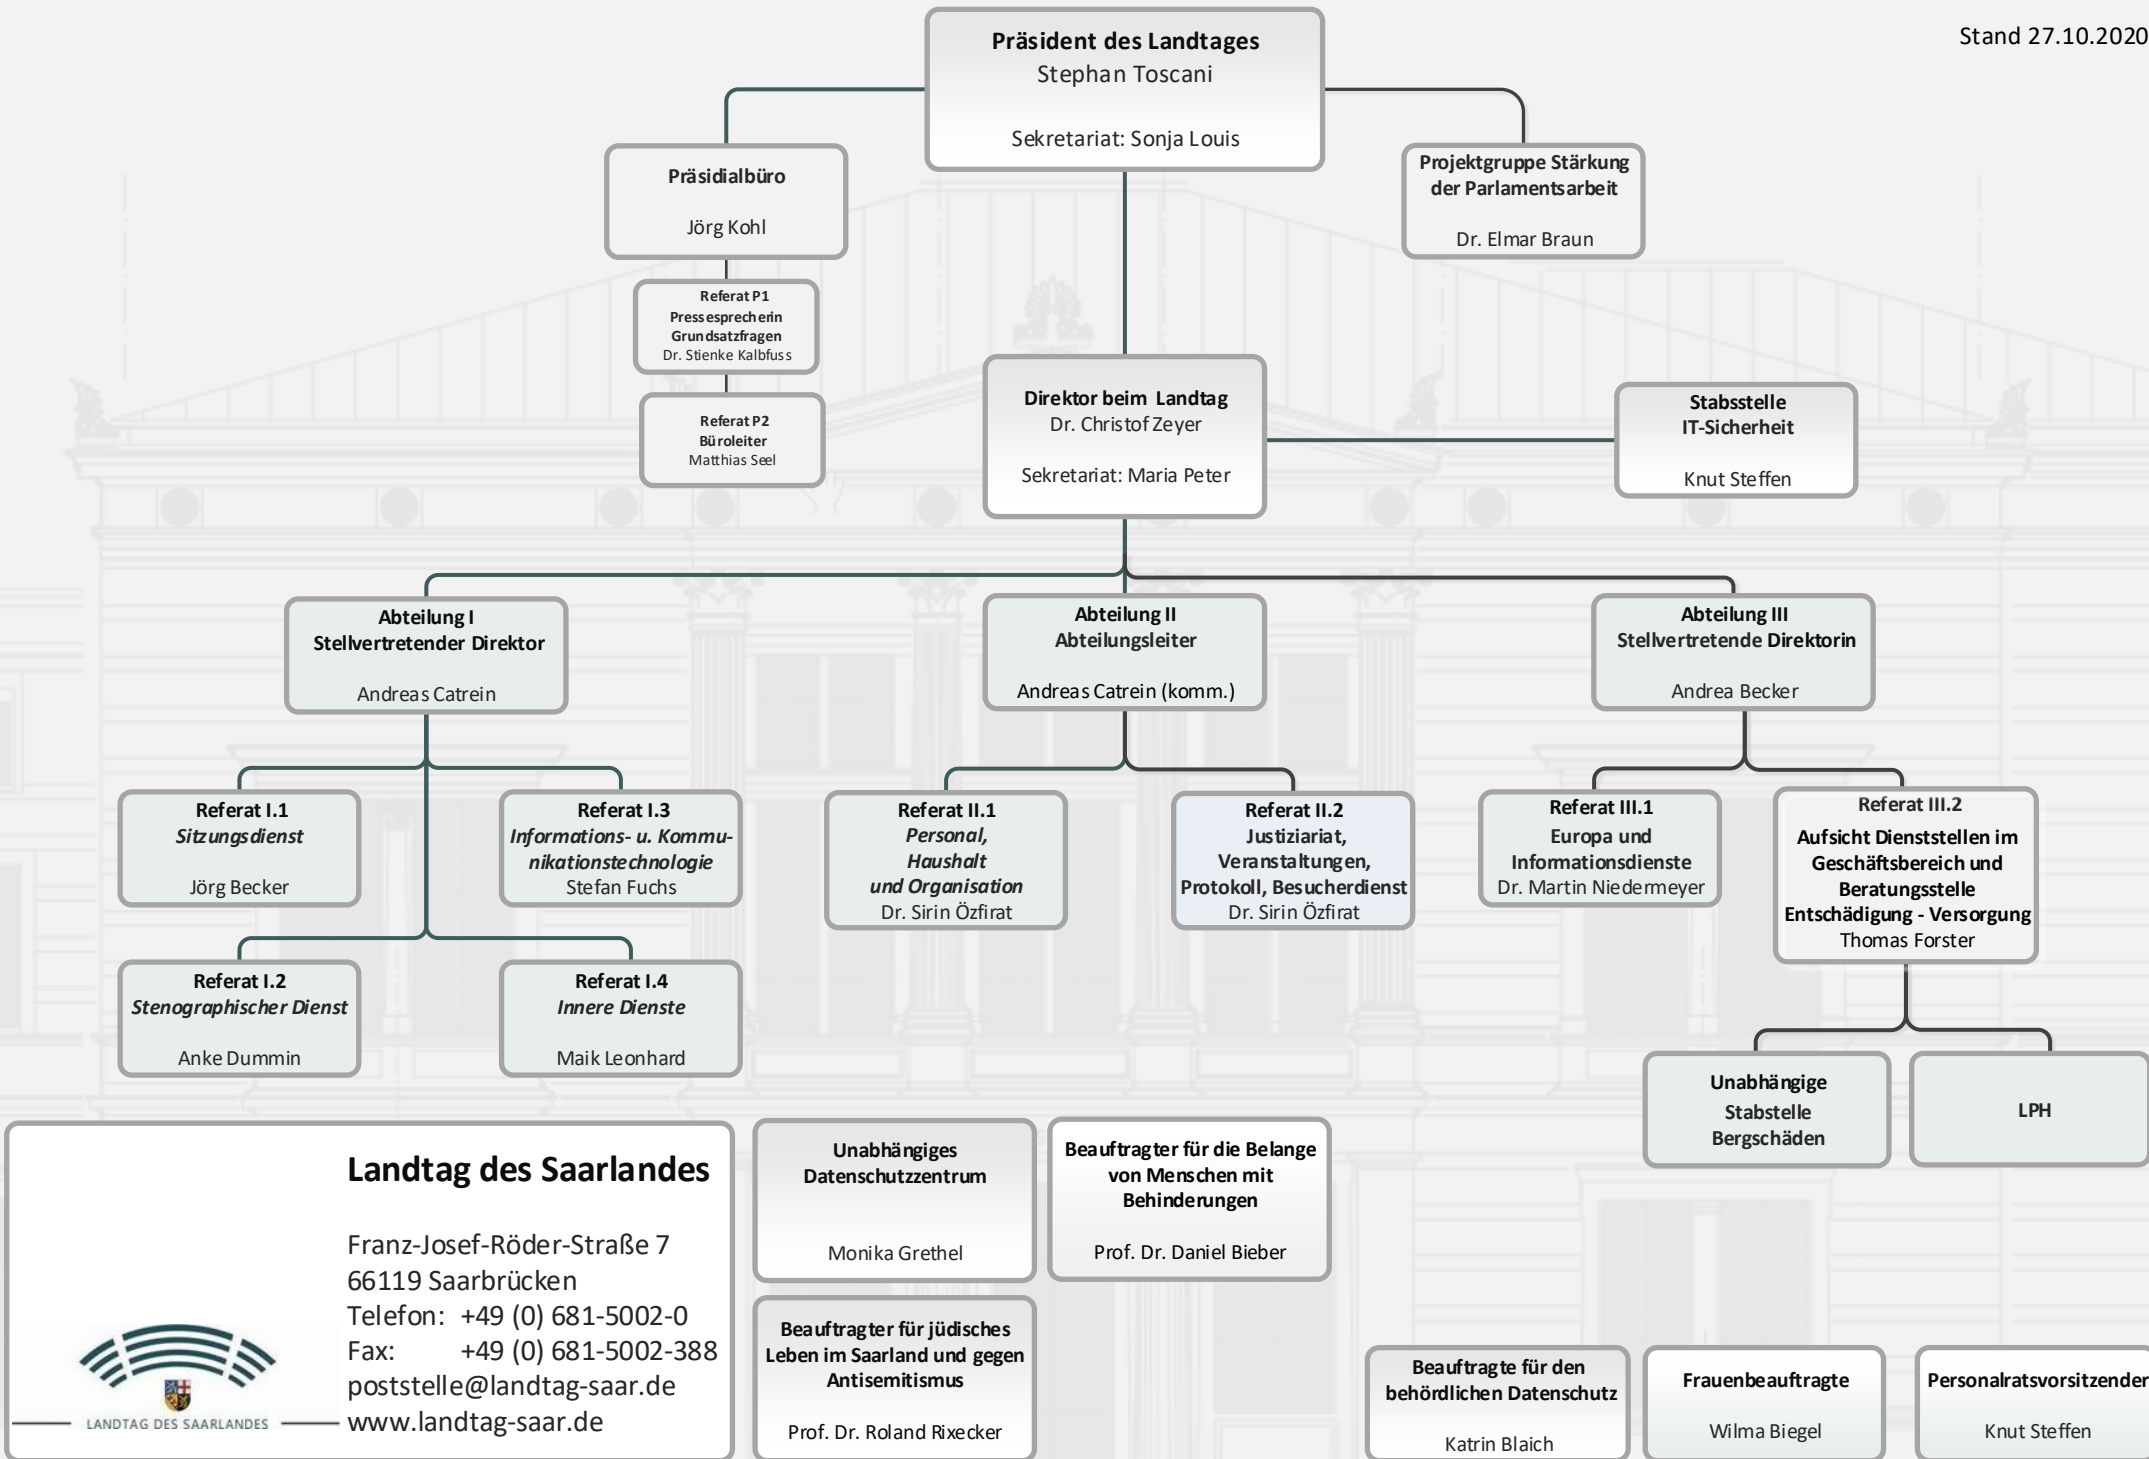 Stand 27.10.2020
Präsident des Landtages
Stephan Toscani
Sekretariat: Sonja Louis
Präsidialbüro
Jörg Kohl
Projektgruppe Stärkung
der Parlamentsarbeit
Dr. Elmar Braun
Referat P1
Pressesprecherin
Grundsatzfragen
Dr. Stienke Kalbfuss
Referat P2
Büroleiter
Matthias Seel
Direktor beim Landtag
Dr. Christof Zeyer
Sekretariat: Maria Peter
Stabsstelle
IT-Sicherheit
Knut Steffen
Abteilung I
Stellvertretender Direktor
Andreas Catrein
Abteilung II
Abteilungsleiter
Andreas Catrein (komm.)
Abteilung III
Stellvertretende Direktorin
Andrea Becker
Referat I.1
Sitzungsdienst
Jörg Becker
Referat I.3
Informations- u. Kommu-
nikationstechnologie
Stefan Fuchs
Referat II.1
Personal,
Haushalt
und Organisation
Dr. Sirin Özfirat
Referat II.2
Justiziariat,
Veranstaltungen,
Protokoll, Besucherdienst
Dr. Sirin Özfirat
Referat III.1
Europa und
Informationsdienste
Dr. Martin Niedermeyer
Referat III.2
Aufsicht Dienststellen im
Geschäftsbereich und
Beratungsstelle
Entschädigung - Versorgung
Thomas Forster
Referat I.2
Stenographischer Dienst
Anke Dummin
Referat I.4
Innere Dienste
Maik Leonhard
Unabhängige
Stabstelle
Bergschäden
LPH
Landtag des Saarlandes
Franz-Josef-Röder-Straße 7
66119 Saarbrücken
Telefon: +49 (0) 681-5002-0
Fax: +49 (0) 681-5002-388
poststelle@landtag-saar.de
www.landtag-saar.de
LANDTAG DES SAARLANDES
Unabhängiges
Datenschutzzentrum
Monika Grethel
Beauftragter für die Belange
von Menschen mit
Behinderungen
Prof. Dr. Daniel Bieber
Beauftragter für jüdisches
Leben im Saarland und gegen
Antisemitismus
Prof. Dr. Roland Rixecker
Beauftragte für den
behördlichen Datenschutz
Katrin Blaich
Frauenbeauftragte
Wilma Biegel
Personalratsvorsitzender
Knut Steffen